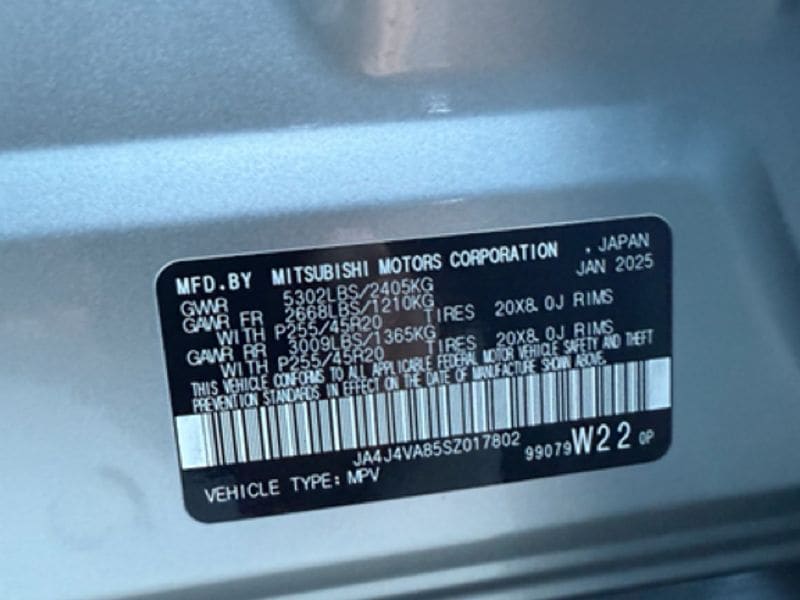 MFD.BY MITSUBISHI MOTORS CORPORATION . JAPAN
JAN 2025
GVWR 5302LBS/2405KG
GAWR FR 2668LBS/1210KG
WITH P255/45R20 TIRES 20X8.0J RIMS
GAWR RR 3009LBS/1365KG
WITH P255/45R20 TIRES 20X8.0J RIMS
THIS VEHICLE CONFORMS TO ALL APPLICABLE FEDERAL MOTOR VEHICLE SAFETY AND THEFT
PREVENTION STANDARDS IN EFFECT ON THE DATE OF MANUFACTURE SHOWN ABOVE.
JA4J4VA85SZ017802
99079 W22 0P
VEHICLE TYPE: MPV